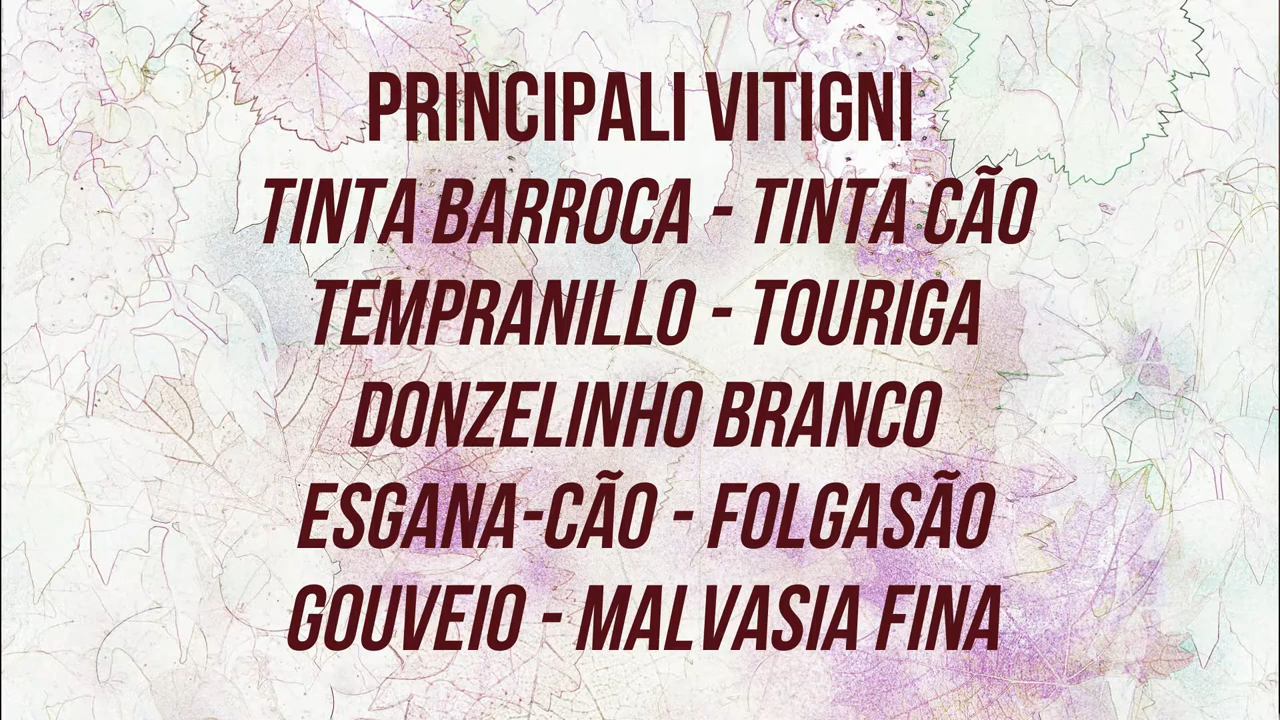 PRINCIPALI VITIGNI
TINTA BARROCA - TINTA CÃO
TEMPRANILLO - TOURIGA
DONZELINHO BRANCO
ESGANA-CÃO - FOLGASÃO
GOUVEIO - MALVASIA FINA